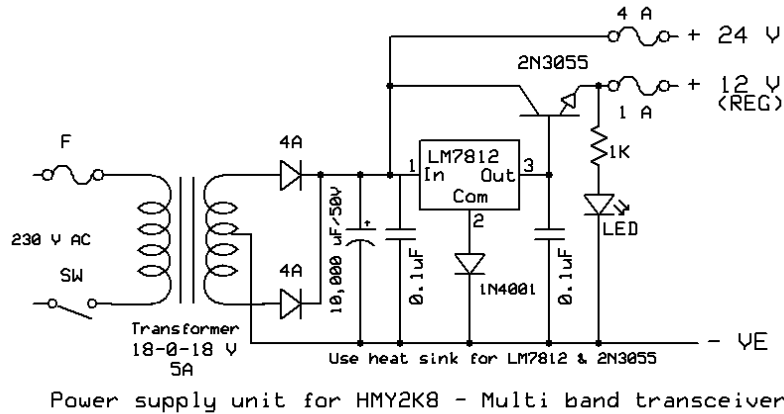 4 A
+ 24 V
2N3055
+ 12 V
(REG)
1 A
F
4A
LM7812
1
In
Out
3
Com
2
1K
230 V AC
10,000 uF/50V
+
0.1uF
0.1uF
LED
SW
4A
1N4001
Transformer
18-0-18 V
5A
Use heat sink for LM7812 & 2N3055
- VE
Power supply unit for HMY2K8 - Multi band transceiver